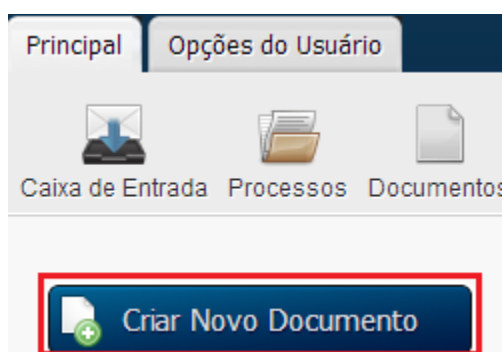 Principal Opções do Usuário
Caixa de Entrada Processos Documentos
Criar Novo Documento